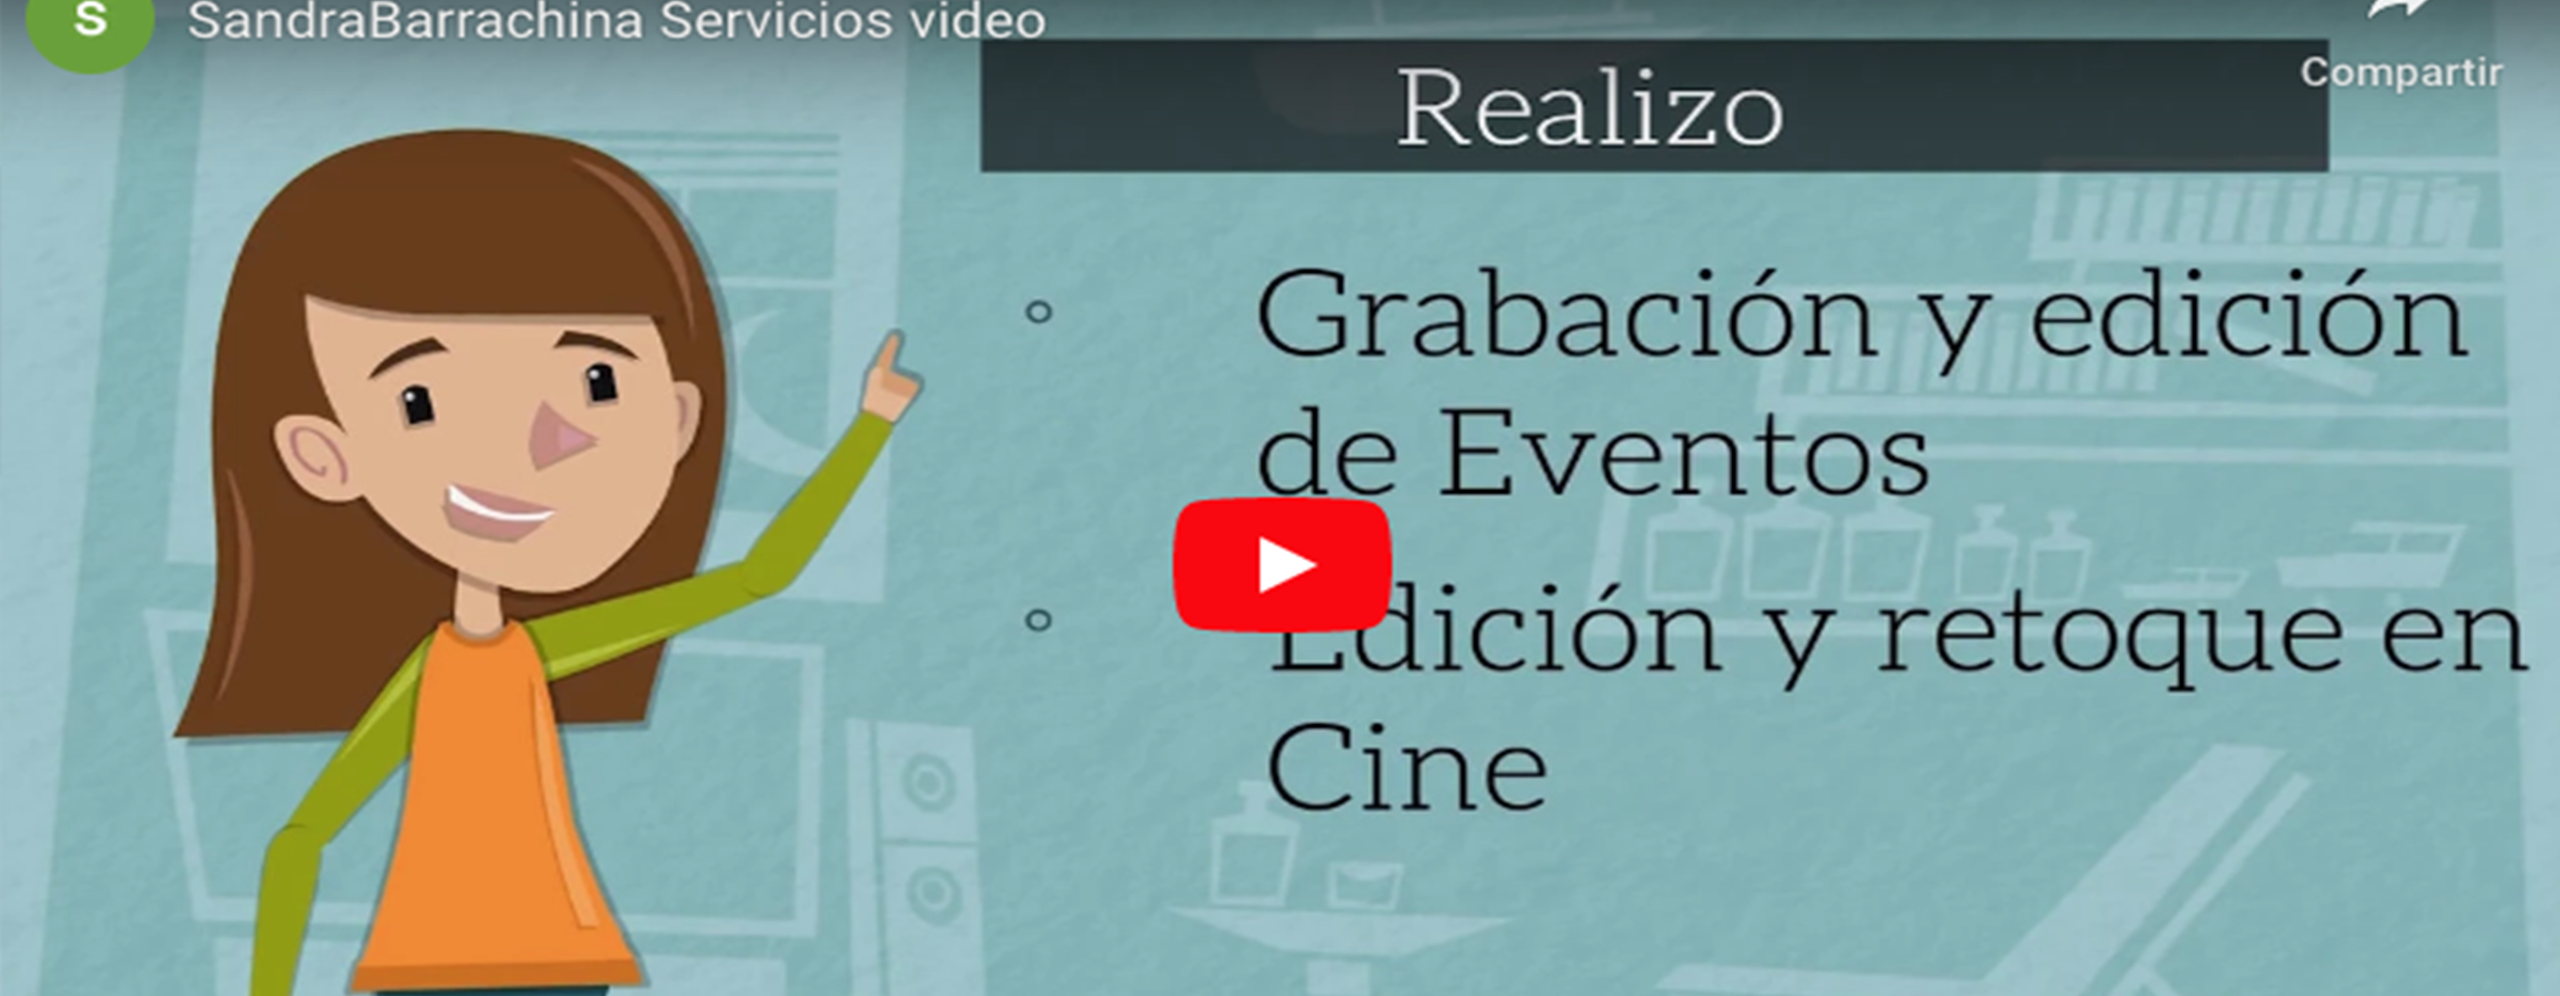 S
SandraBarrachina Servicios video
Compartir
Realizo
Grabación y edición
de Eventos
Edición y retoque en
Cine